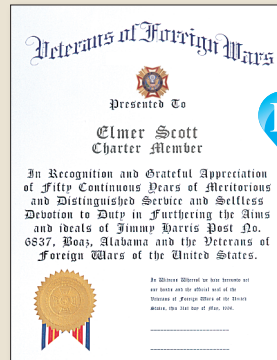 Veterans of Foreign Wars
Presented To
Elmer Scott
Charter Member
In Recognition and Grateful Appreciation
of Fifty Continuous Years of Meritorious
and Distinguished Service and Selfless
Devotion to Duty in Furthering the Aims
and ideals of Jimmy Harris Post No.
6837, Boaz, Alabama and the Veterans of
Foreign Wars of the United States.
In Witness Whereof we have hereunto set
our hands and the official seal of the
Veterans of Foreign Wars of the United
States, this 31st day of May, 1996.